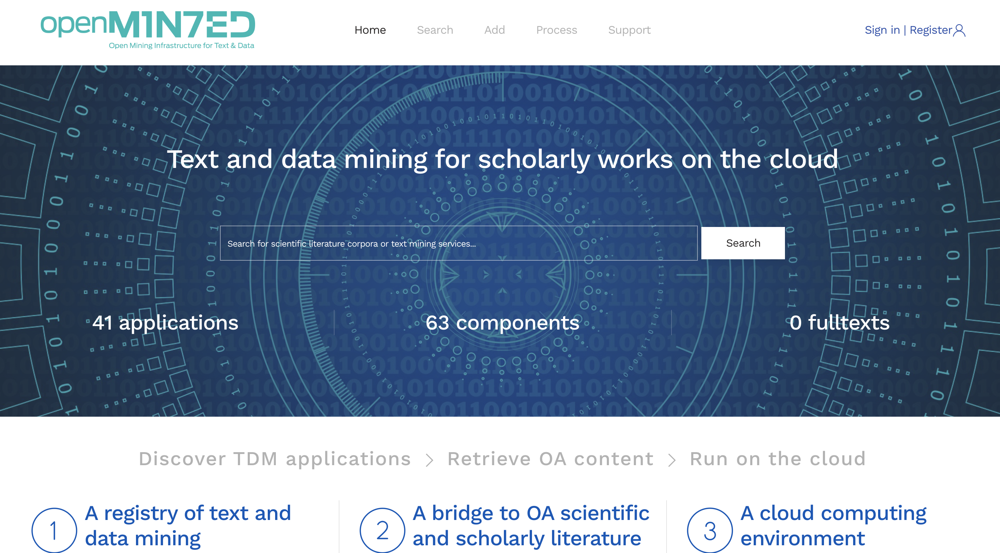 openM1N7ED
Open Mining Infrastructure for Text & Data
Home Search Add Process Support
Sign in | Register
Text and data mining for scholarly works on the cloud
Search for scientific literature corpora or text mining services...
Search
41 applications
63 components
0 fulltexts
Discover TDM applications > Retrieve OA content > Run on the cloud
1
A registry of text and
data mining
2
A bridge to OA scientific
and scholarly literature
3
A cloud computing
environment